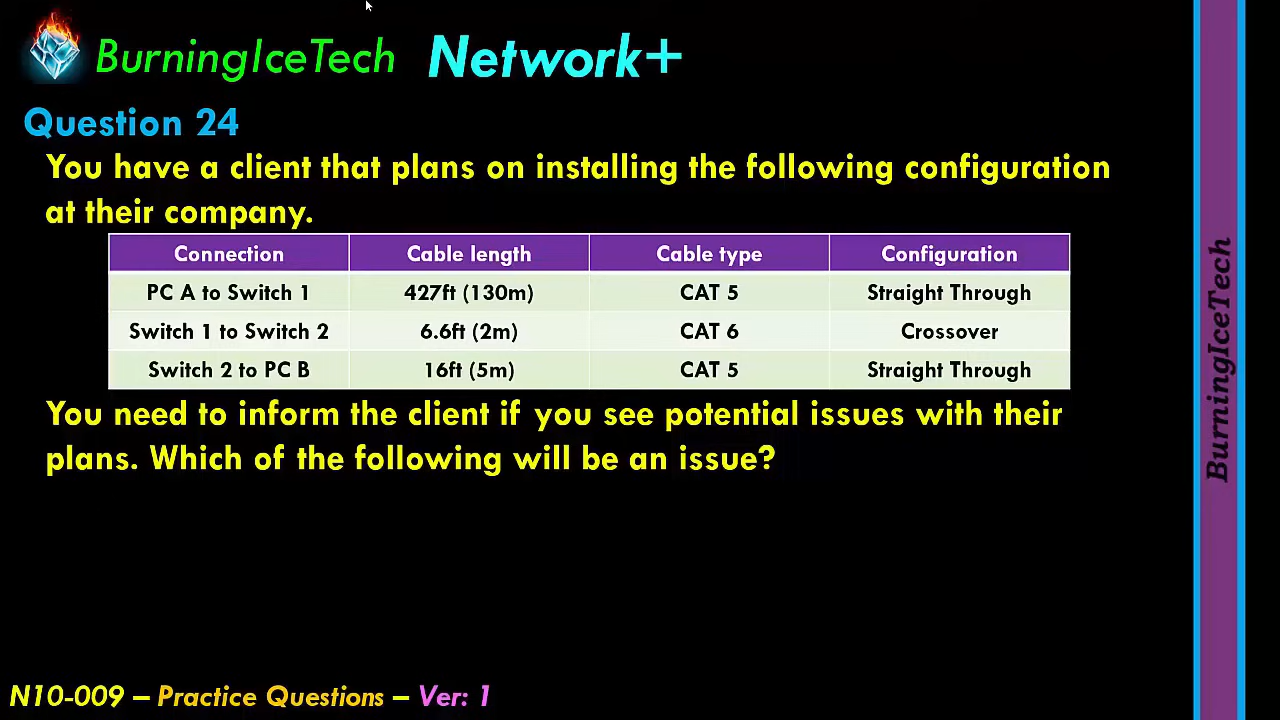 BurningIceTech Network+
Question 24
You have a client that plans on installing the following configuration
at their company.
Connection Cable length Cable type Configuration
PC A to Switch 1 427ft (130m) CAT 5 Straight Through
Switch 1 to Switch 2 6.6ft (2m) CAT 6 Crossover
Switch 2 to PC B 16ft (5m) CAT 5 Straight Through
You need to inform the client if you see potential issues with their
plans. Which of the following will be an issue?
N10-009 – Practice Questions – Ver: 1
BurningIceTech